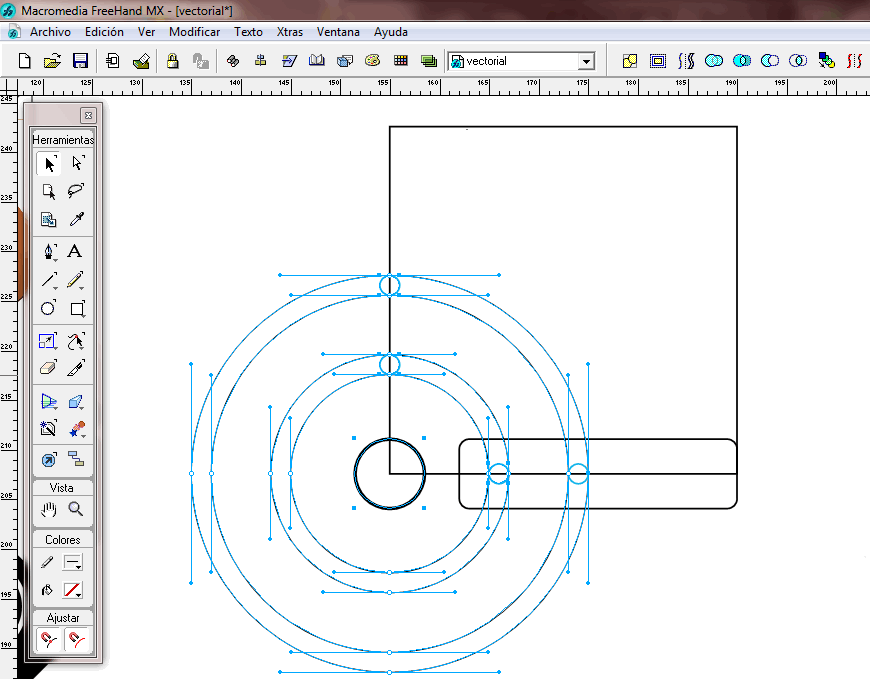 Macromedia FreeHand MX - [vectorial*]
Archivo Edición Ver Modificar Texto Xtras Ventana Ayuda
vectorial
120 125 130 135 140 145 150 155 160 165 170 175 180 185 190 195 200
245
240
235
230
225
220
215
210
205
200
195
190
Herramientas
A
Vista
Colores
Ajustar